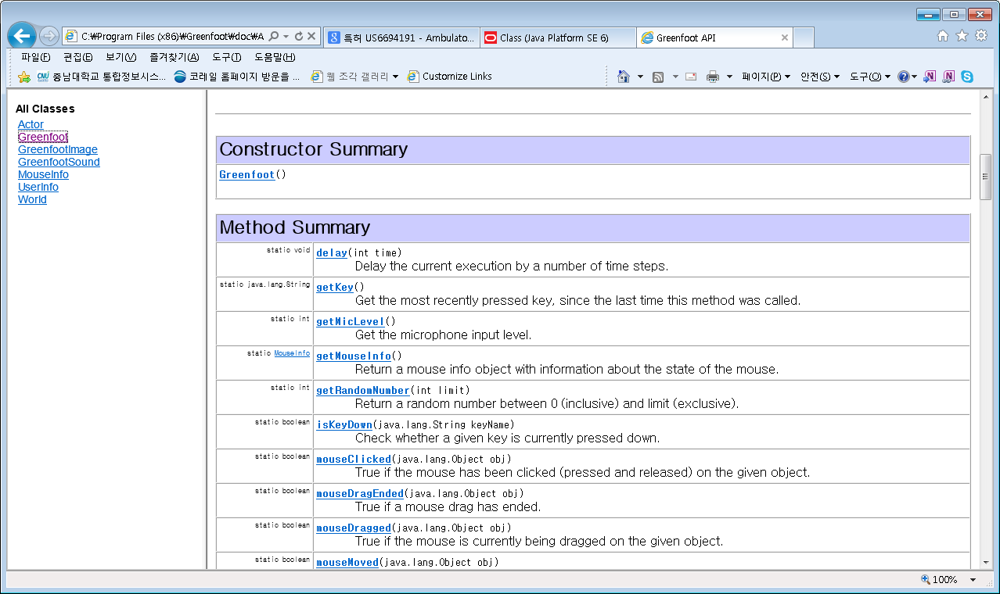 C:₩Program Files (x86)₩Greenfoot₩doc₩A
특허 US6694191 - Ambulato...
Class (Java Platform SE 6)
Greenfoot API
파일(F) 편집(E) 보기(V) 즐겨찾기(A) 도구(T) 도움말(H)
충남대학교 통합정보시스... 코레일 홈페이지 방문을 ... 웹 조각 갤러리 Customize Links
페이지(P) 안전(S) 도구(O)
All Classes
Actor
Greenfoot
GreenfootImage
GreenfootSound
MouseInfo
UserInfo
World
Constructor Summary
Greenfoot()
Method Summary
static void delay(int time)
Delay the current execution by a number of time steps.
static java.lang.String getKey()
Get the most recently pressed key, since the last time this method was called.
static int getMicLevel()
Get the microphone input level.
static MouseInfo getMouseInfo()
Return a mouse info object with information about the state of the mouse.
static int getRandomNumber(int limit)
Return a random number between 0 (inclusive) and limit (exclusive).
static boolean isKeyDown(java.lang.String keyName)
Check whether a given key is currently pressed down.
static boolean mouseClicked(java.lang.Object obj)
True if the mouse has been clicked (pressed and released) on the given object.
static boolean mouseDragEnded(java.lang.Object obj)
True if a mouse drag has ended.
static boolean mouseDragged(java.lang.Object obj)
True if the mouse is currently being dragged on the given object.
static boolean mouseMoved(java.lang.Object obj)
100%